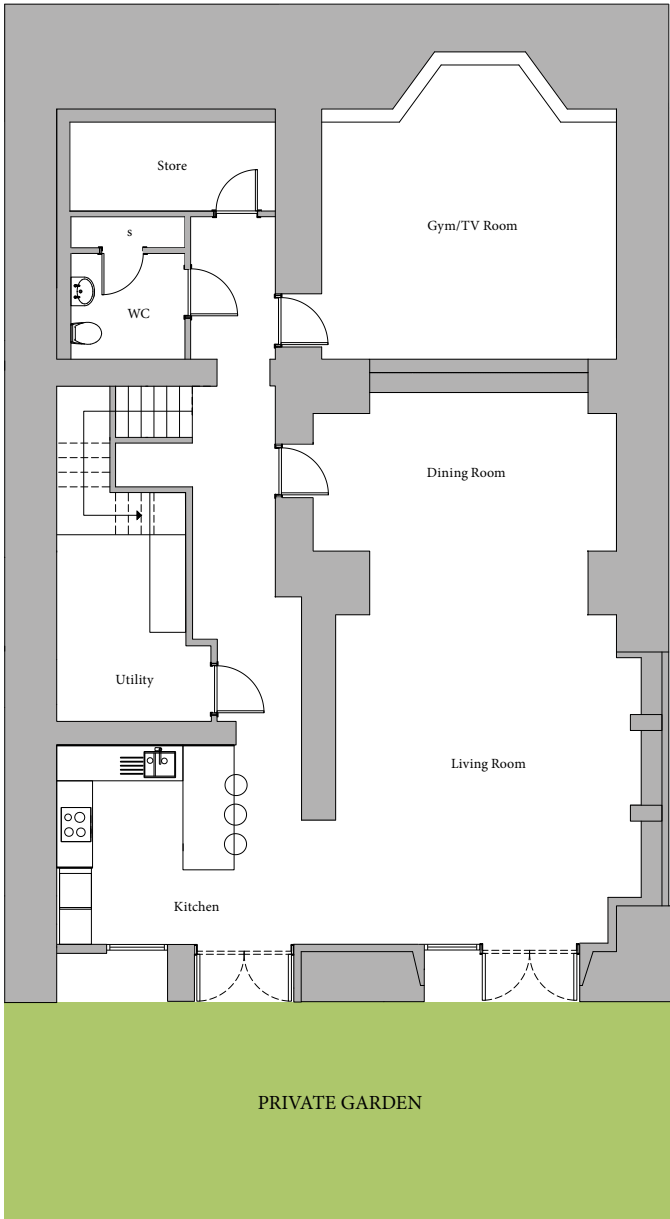 Store
s
Gym/TV Room
WC
Dining Room
Utility
Living Room
Kitchen
PRIVATE GARDEN